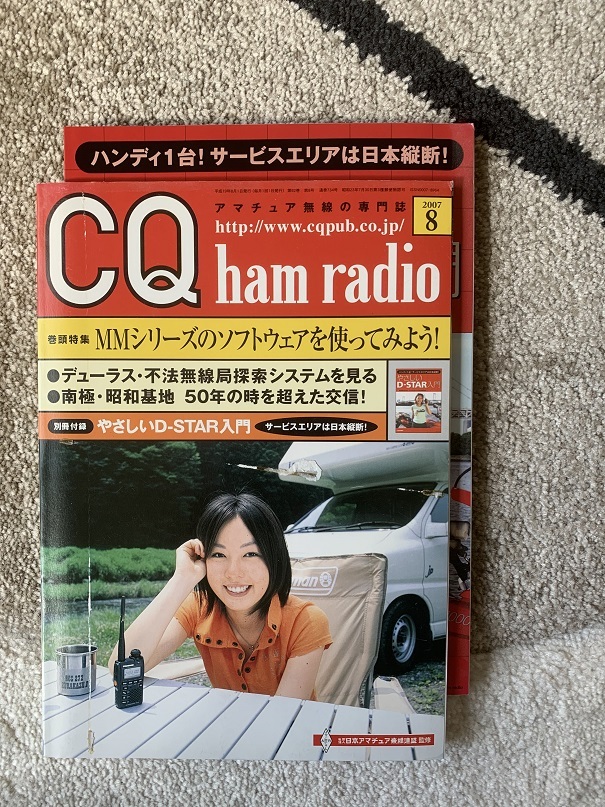 ハンディ1台!サービスエリアは日本縦断!
アマチュア無線の専門誌
2007
8
http://www.cqpub.co.jp/
CQ
ham radio
巻頭特集 MMシリーズのソフトウェアを使ってみよう!
●デューラス・不法無線局探索システムを見る
●南極・昭和基地 50年の時を超えた交信!
やさしい
D-STAR入門
別冊付録 やさしいD-STAR入門 サービスエリアは日本縦断!
日本アマチュア無線連盟 監修